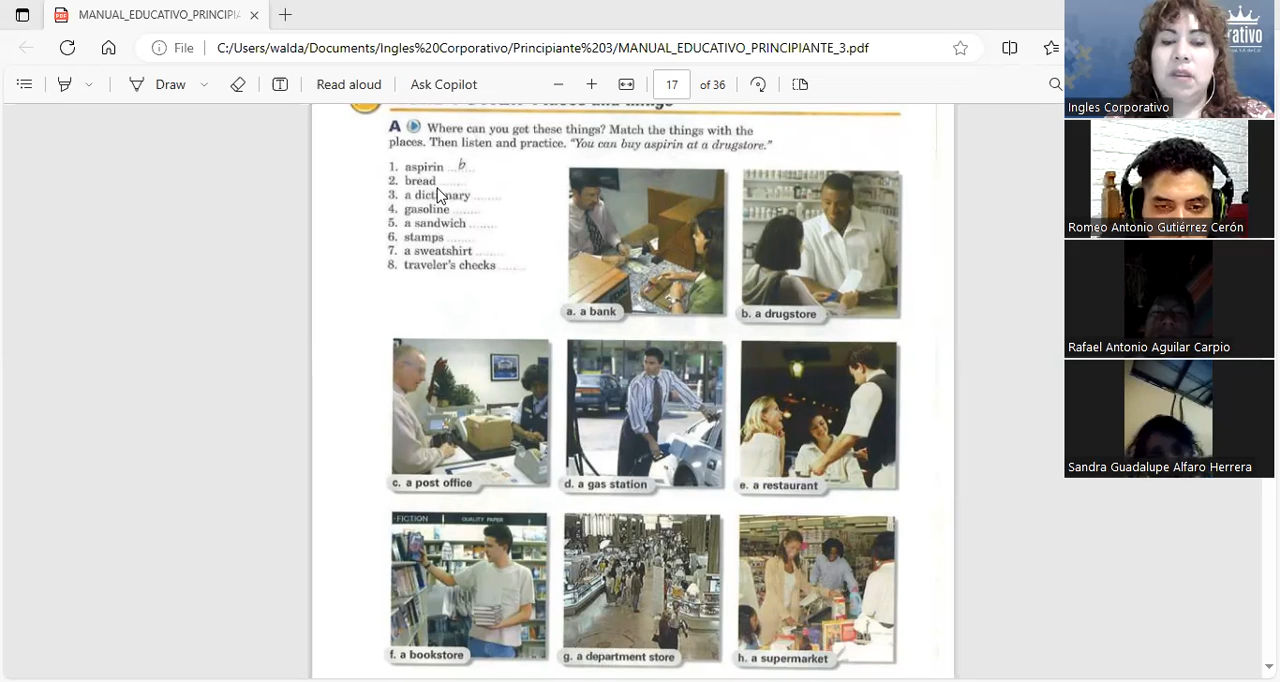 MANUAL_EDUCATIVO_PRINCIPI
File
C:/Users/walda/Documents/Ingles%20Corporativo/Principiante%203/MANUAL_EDUCATIVO_PRINCIPIANTE_3.pdf
Draw
Read aloud
Ask Copilot
17
of 36
A Where can you get these things? Match the things with the
places. Then listen and practice. "You can buy aspirin at a drugstore."
1. aspirin b
2. bread
3. a dictionary
4. gasoline
5. a sandwich
6. stamps
7. a sweatshirt
8. traveler's checks
a. a bank
b. a drugstore
c. a post office
d. a gas station
e. a restaurant
FICTION
QUALITY PAPER
f. a bookstore
g. a department store
h. a supermarket
Ingles Corporativo
Romeo Antonio Gutiérrez Cerón
Rafael Antonio Aguilar Carpio
Sandra Guadalupe Alfaro Herrera